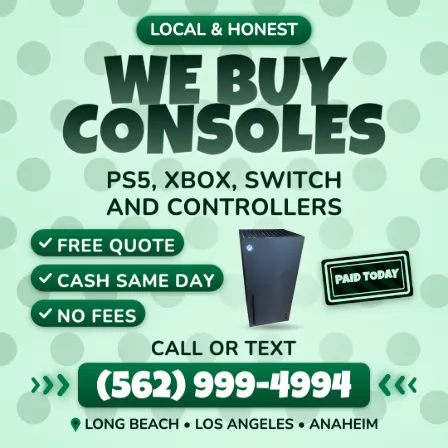 LOCAL & HONEST
WE BUY
CONSOLES
PS5, XBOX, SWITCH
AND CONTROLLERS
FREE QUOTE
CASH SAME DAY
NO FEES
PAID TODAY
CALL OR TEXT
(562) 999-4994
LONG BEACH • LOS ANGELES • ANAHEIM